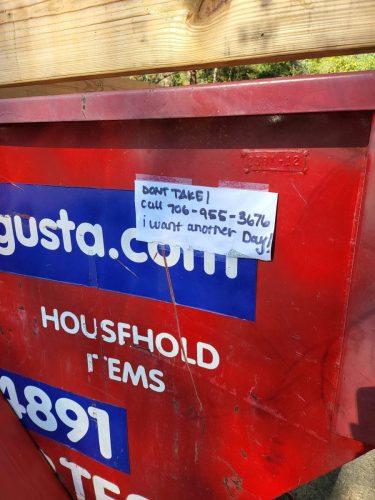 DONT TAKE!
call 706-955-3676
i want another Day!
gusta.com
HOUSEHOLD
ITEMS
4891